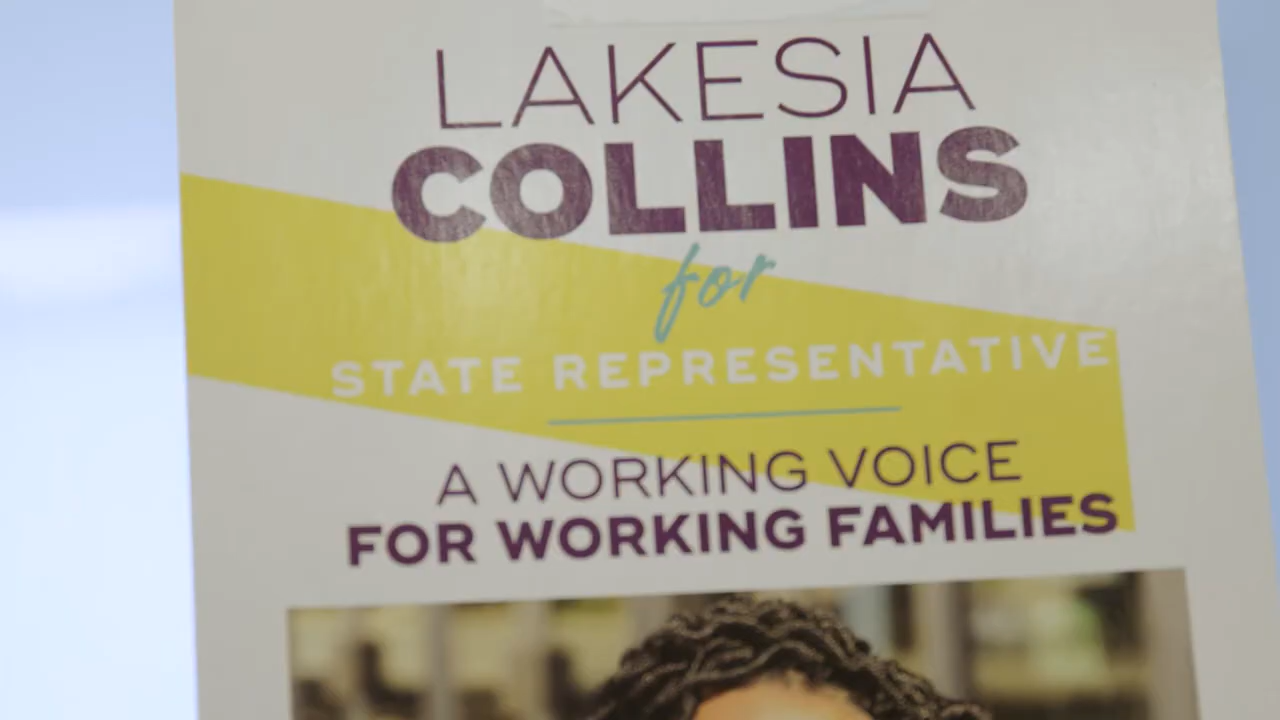 LAKESIA
COLLINS
for
STATE REPRESENTATIVE
A WORKING VOICE
FOR WORKING FAMILIES